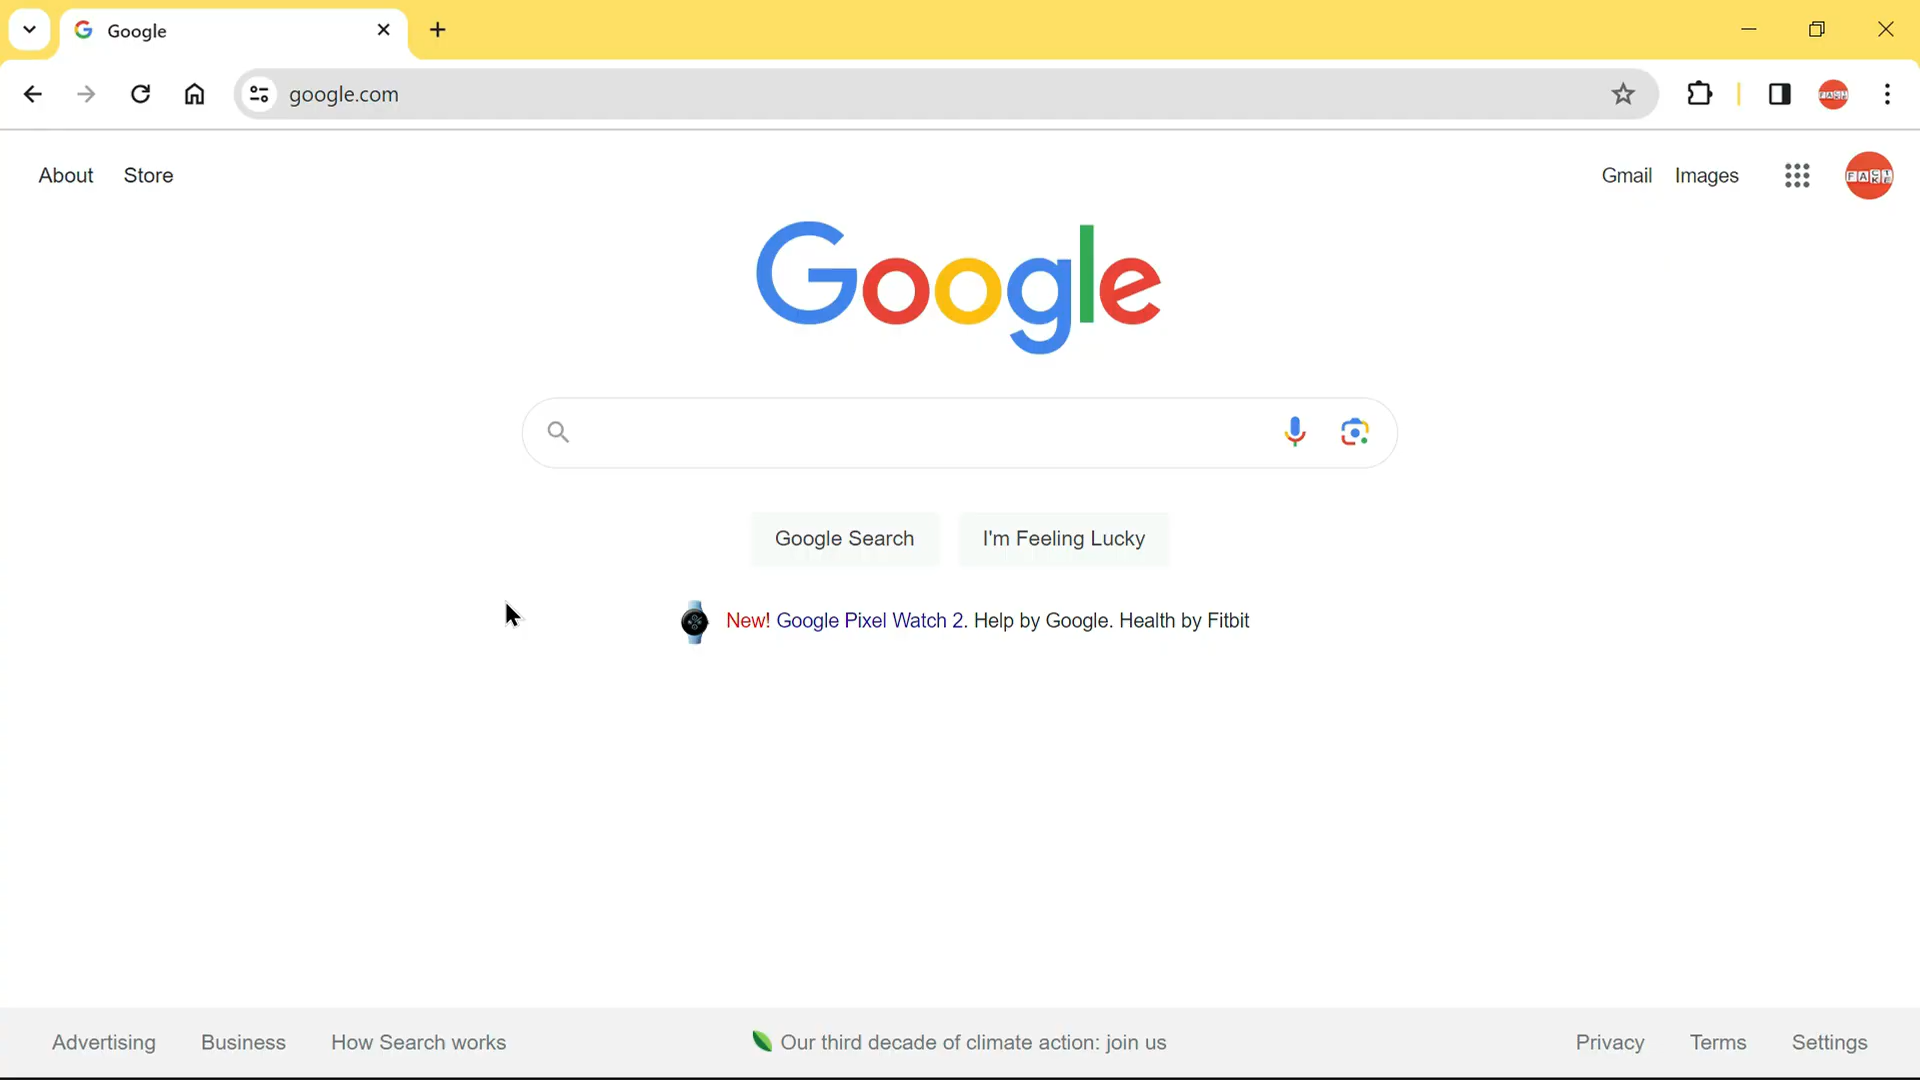 Google
google.com
About Store
Gmail Images
FACT
FAKE
Google
Google Search I'm Feeling Lucky
New! Google Pixel Watch 2. Help by Google. Health by Fitbit
Advertising Business How Search works
Our third decade of climate action: join us
Privacy Terms Settings